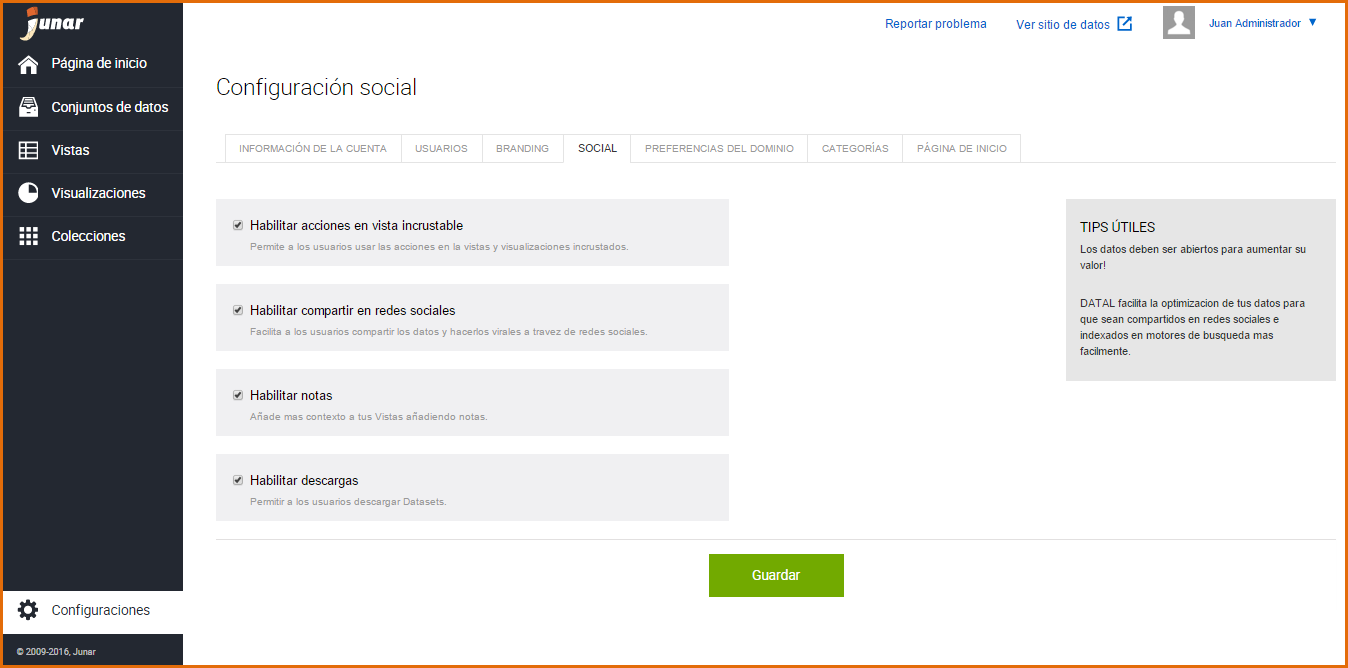 Junar
Reportar problema
Ver sitio de datos
Juan Administrador
Página de inicio
Conjuntos de datos
Vistas
Visualizaciones
Colecciones
Configuraciones
© 2009-2016, Junar
Configuración social
INFORMACIÓN DE LA CUENTA
USUARIOS
BRANDING
SOCIAL
PREFERENCIAS DEL DOMINIO
CATEGORÍAS
PÁGINA DE INICIO
Habilitar acciones en vista incrustable
Permite a los usuarios usar las acciones en la vistas y visualizaciones incrustados.
Habilitar compartir en redes sociales
Facilita a los usuarios compartir los datos y hacerlos virales a travez de redes sociales.
Habilitar notas
Añade mas contexto a tus Vistas añadiendo notas.
Habilitar descargas
Permitir a los usuarios descargar Datasets.
TIPS ÚTILES
Los datos deben ser abiertos para aumentar su
valor!
DATAL facilita la optimizacion de tus datos para
que sean compartidos en redes sociales e
indexados en motores de busqueda mas
facilmente.
Guardar